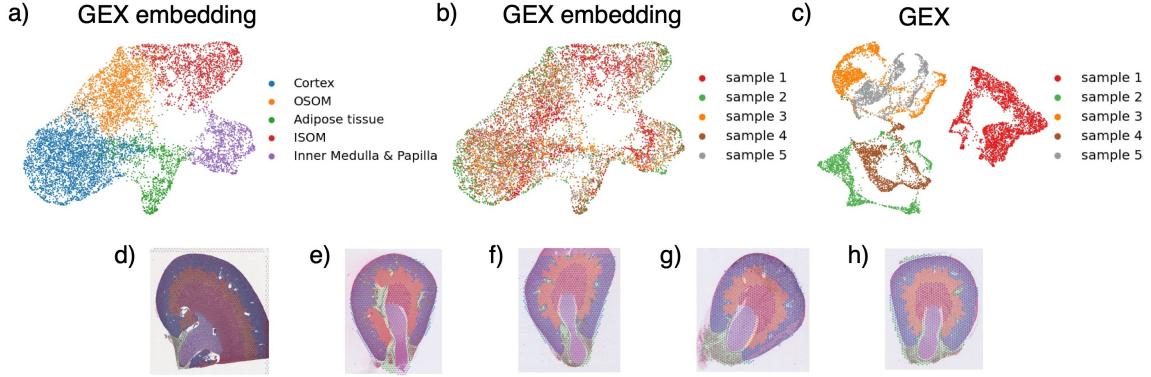 a)
GEX embedding
Cortex
OSOM
Adipose tissue
ISOM
Inner Medulla & Papilla
b)
GEX embedding
sample 1
sample 2
sample 3
sample 4
sample 5
c)
GEX
sample 1
sample 2
sample 3
sample 4
sample 5
d)
e)
f)
g)
h)